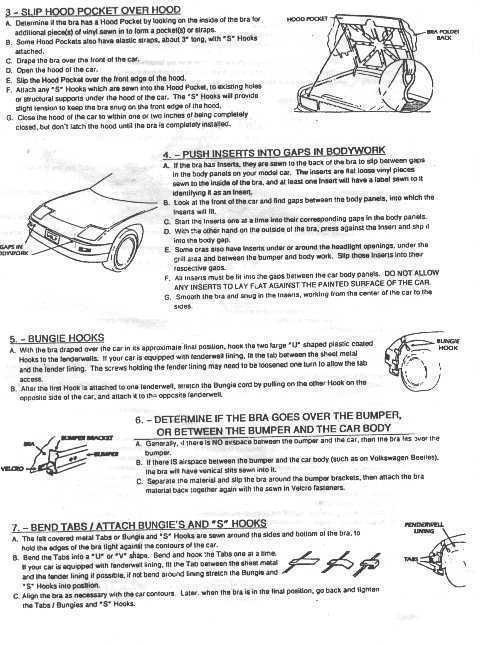 3 - SLIP HOOD POCKET OVER HOOD
A. Determine if the bra has a Hood Pocket by looking on the inside of the bra for
additional piece(s) of vinyl sewn in to form a pocket(s) or straps.
B. Some Hood Pockets also have elastic straps, about 3" long, with "S" Hooks
attached.
C. Drape the bra over the front of the car.
D. Open the hood of the car.
E. Slip the Hood Pocket over the front edge of the hood.
F. Attach any "S" Hooks which are sewn into the Hood Pocket, to existing holes
or structural supports under the hood of the car. The "S" Hooks will provide
slight tension to keep the bra snug on the front edge of the hood.
G. Close the hood of the car to within one or two inches of being completely
closed, but don't latch the hood until the bra is completely installed.
HOOD POCKET
BRA FOLDED
BACK
4. - PUSH INSERTS INTO GAPS IN BODYWORK
A. If the bra has Inserts, they are sewn to the back of the bra to slip between gaps
in the body panels on your model car. The inserts are flat loose vinyl pieces
sewn to the inside of the bra, and at least one Insert will have a label sewn to it
identifying it as an Insert.
B. Look at the front of the car and find gaps between the body panels, into which the
Inserts will fit.
C. Start the Inserts one at a time into their corresponding gaps in the body panels.
D. With the other hand on the outside of the bra, press against the Insert and slip it
into the body gap.
E. Some bras also have Inserts under or around the headlight openings, under the
grill area and between the bumper and body work. Slip those Inserts into their
respective gaps.
F. All Inserts must be fit into the gaps between the car body panels. DO NOT ALLOW
ANY INSERTS TO LAY FLAT AGAINST THE PAINTED SURFACE OF THE CAR.
G. Smooth the bra and snug in the Inserts, working from the center of the car to the
sides.
GAPS IN
BODYWORK
5. - BUNGIE HOOKS
A. With the bra draped over the car in its approximate final position, hook the two large "U" shaped plastic coated
Hooks to the fenderwells. If your car is equipped with fenderwell lining, fit the tab between the sheet metal
and the fender lining. The screws holding the fender lining may need to be loosened one turn to allow the tab
access.
B. After the first Hook is attached to one fenderwell, stretch the Bungie cord by pulling on the other Hook on the
opposite side of the car, and attach it to the opposite fenderwell.
BUNGIE
HOOK
6. - DETERMINE IF THE BRA GOES OVER THE BUMPER,
OR BETWEEN THE BUMPER AND THE CAR BODY
A. Generally, if there is NO airspace between the bumper and the car, then the bra fits over the
bumper.
B. If there IS airspace between the bumper and the car body (such as on Volkswagen Beetles),
the bra will have vertical slits sewn into it.
C. Separate the material and slip the bra around the bumper brackets, then attach the bra
material back together again with the sewn in Velcro fasteners.
BRA
BUMPER BRACKET
BUMPER
VELCRO
7. - BEND TABS / ATTACH BUNGIE'S AND "S" HOOKS
A. The felt covered metal Tabs or Bungie and "S" Hooks are sewn around the sides and bottom of the bra, to
hold the edges of the bra tight against the contours of the car.
B. Bend the Tabs into a "U" or "V" shape. Bend and hook the Tabs one at a time.
If your car is equipped with fenderwell lining, fit the Tab between the sheet metal
and the fender lining if possible, if not bend around lining stretch the Bungie and
"S" Hooks into position.
C. Align the bra as necessary with the car contours. Later, when the bra is in the final position, go back and tighten
the Tabs / Bungies and "S" Hooks.
FENDERWELL
LINING
TABS